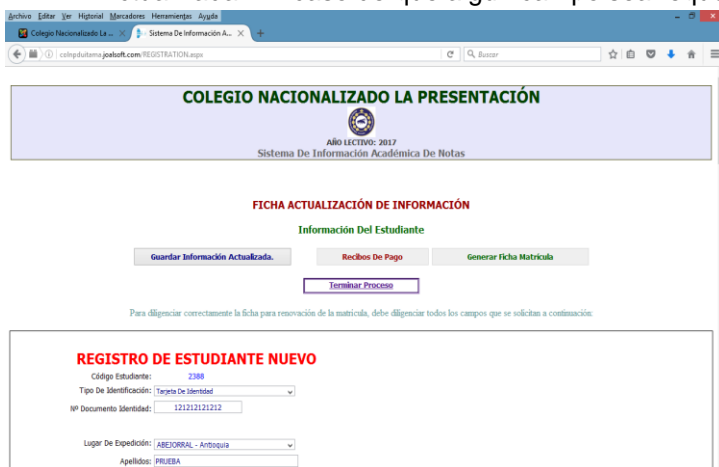 Archivo Editar Ver Historial Marcadores Herramientas Ayuda
Colegio Nacionalizado La ... × Sistema De Información A... × +
colnpduitama.joalsoft.com/REGISTRATION.aspx Buscar
COLEGIO NACIONALIZADO LA PRESENTACIÓN
AÑO LECTIVO: 2017
Sistema De Información Académica De Notas
FICHA ACTUALIZACIÓN DE INFORMACIÓN
Información Del Estudiante
Guardar Información Actualizada. Recibos De Pago Generar Ficha Matricula
Terminar Proceso
Para diligenciar correctamente la ficha para renovación de la matrícula, debe diligenciar todos los campos que se solicitan a continuación:
REGISTRO DE ESTUDIANTE NUEVO
Código Estudiante: 2388
Tipo De Identificación: Tarjeta De Identidad
Nº Documento Identidad: 121212121212
Lugar De Expedición: ABEJORRAL - Antioquia
Apellidos: PRUEBA